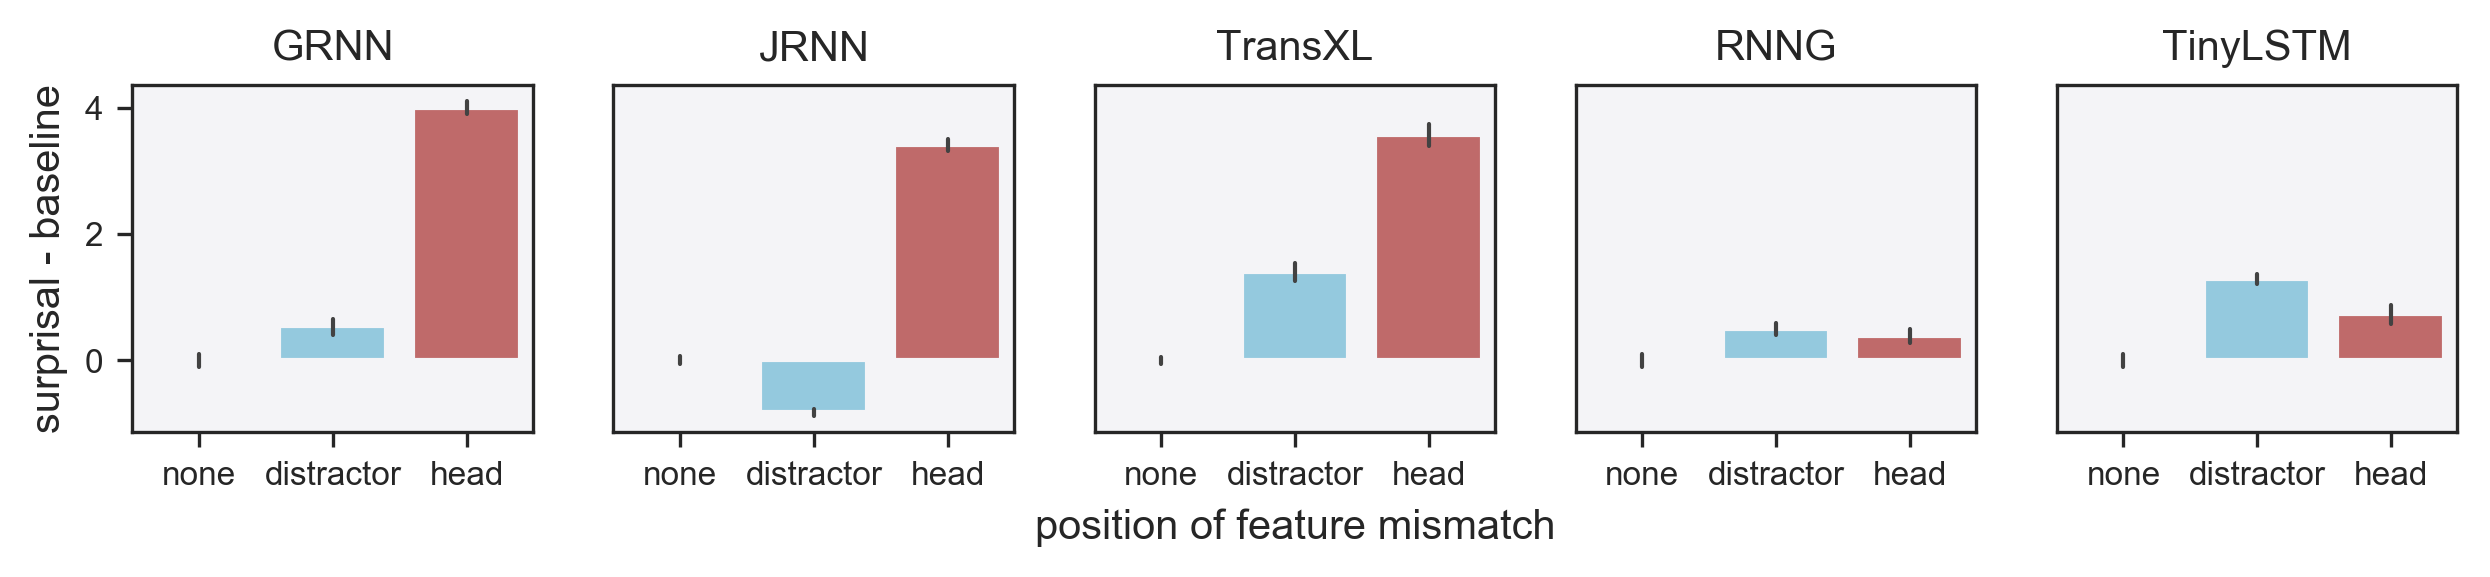 GRNN JRNN TransXL RNNG TinyLSTM
surprisal - baseline
4
2
0
none distractor head none distractor head none distractor head none distractor head none distractor head
position of feature mismatch